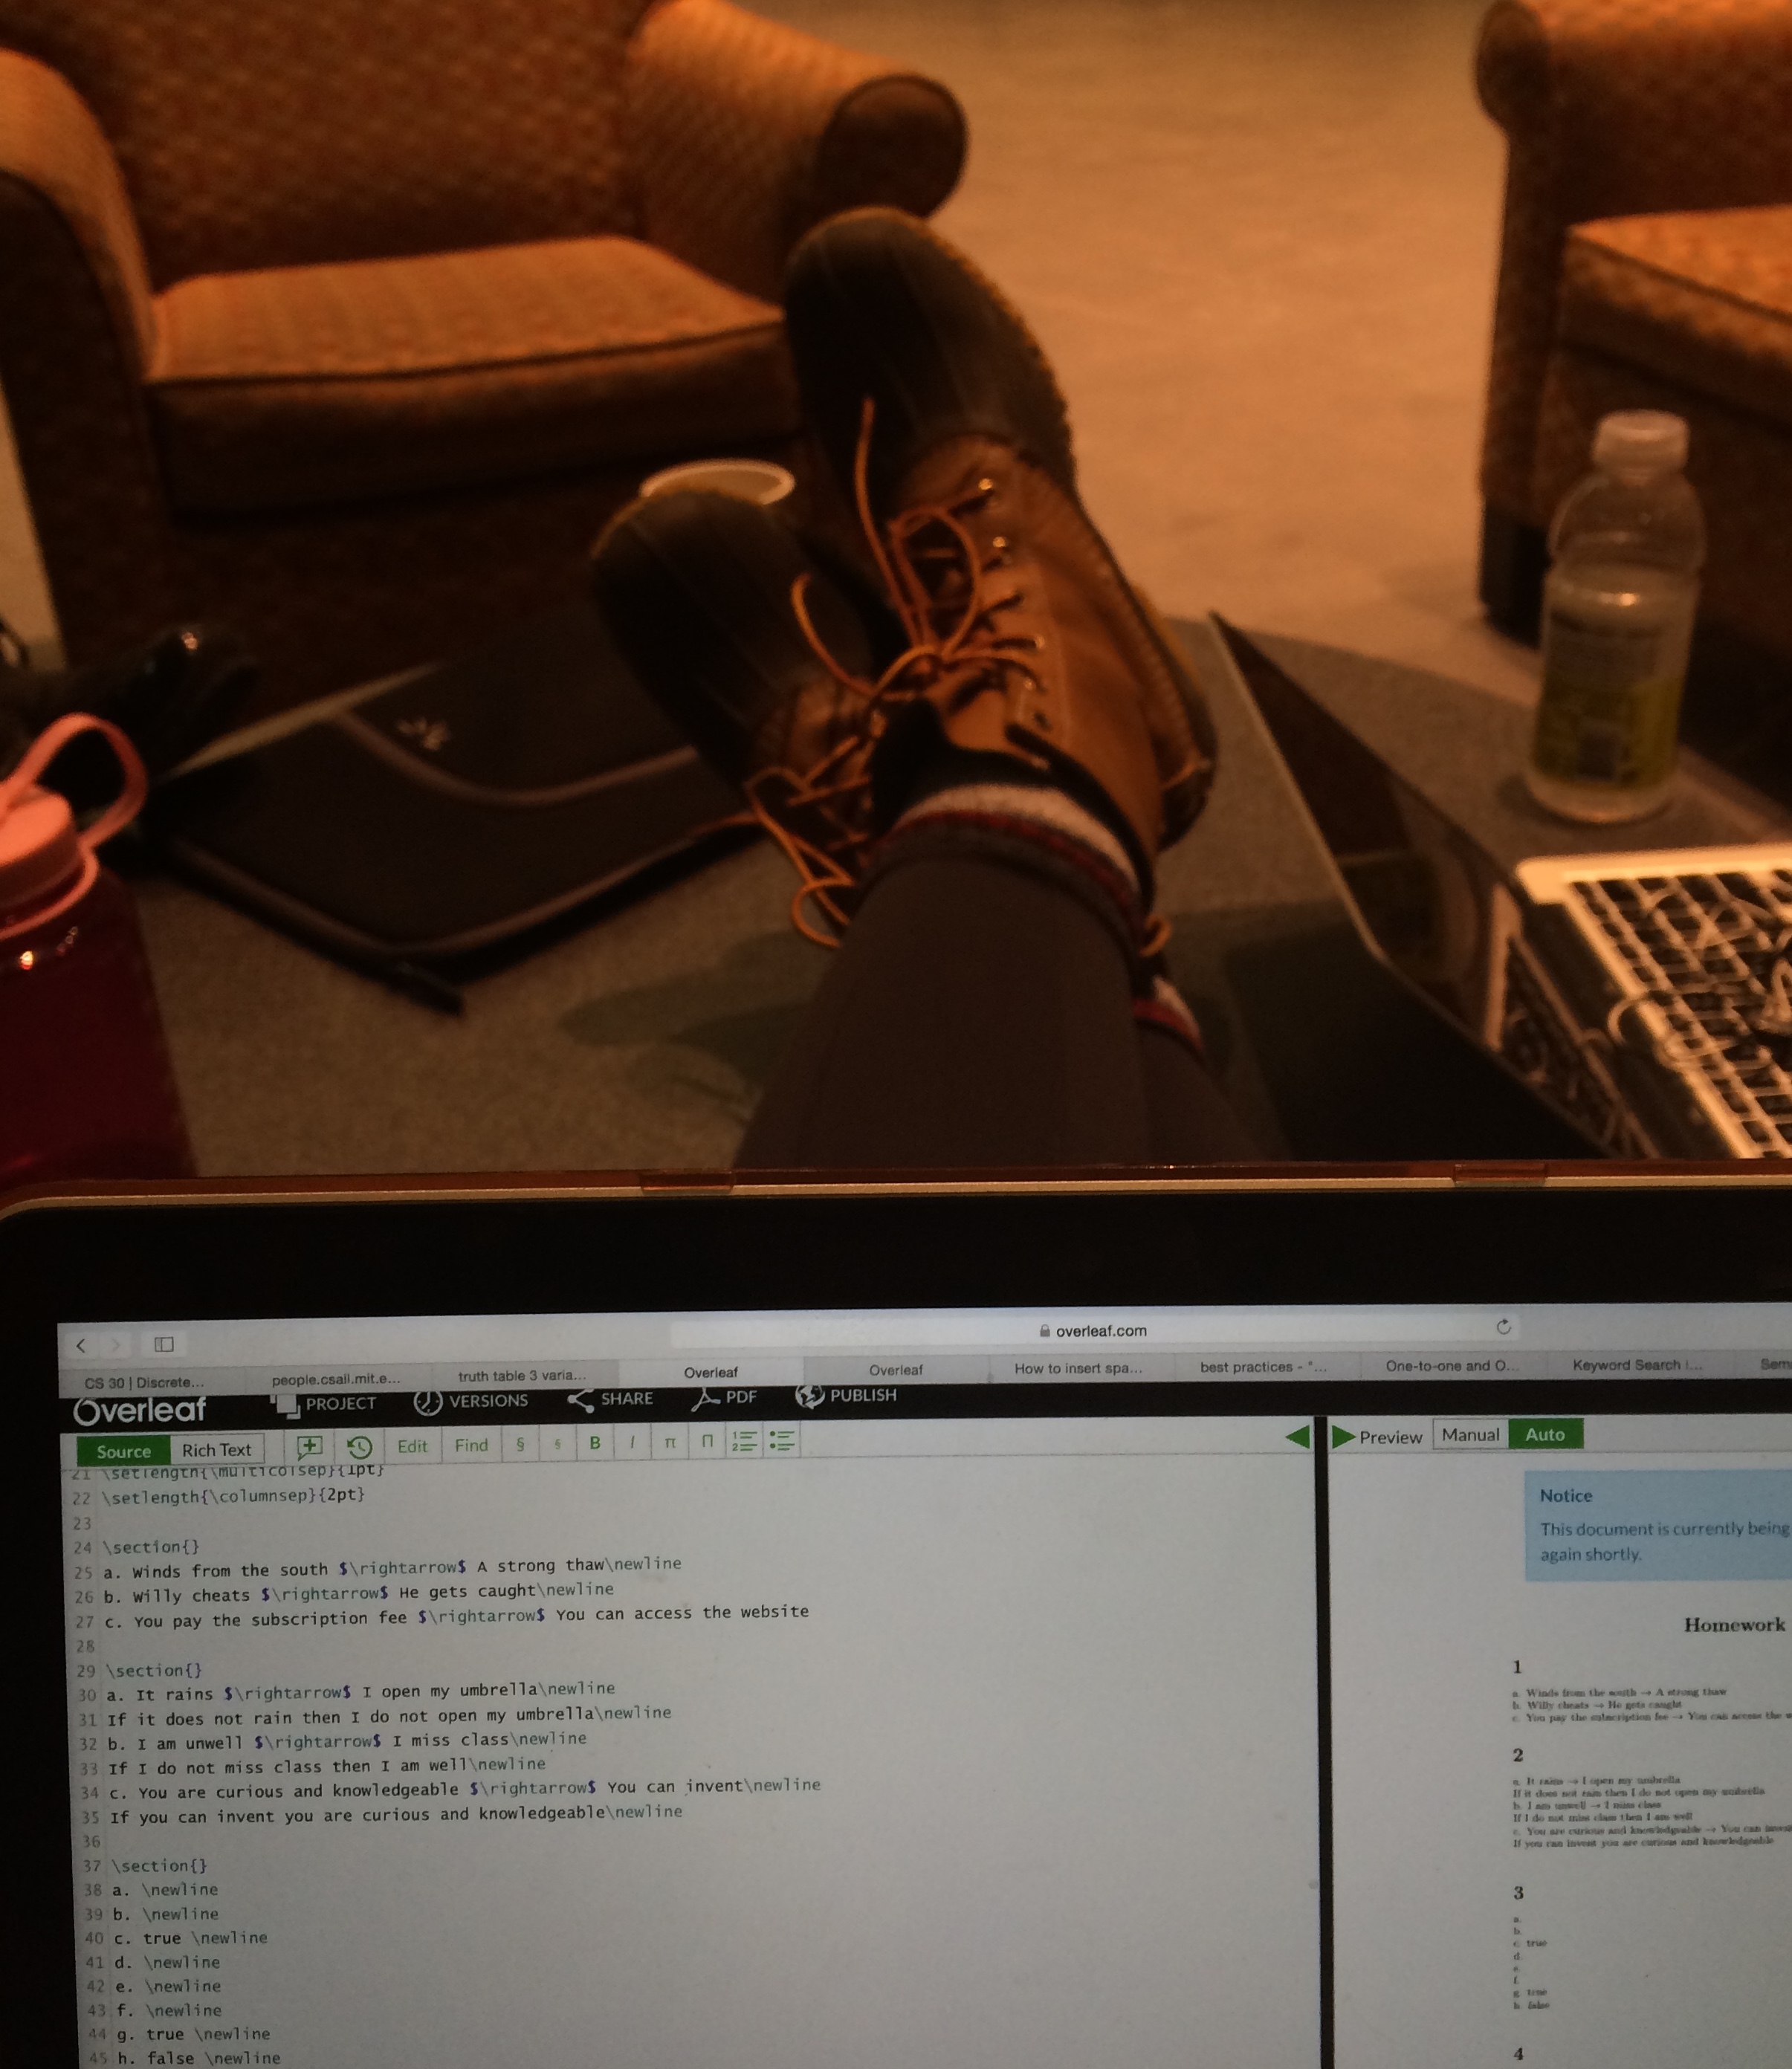 overleaf.com
CS 30 | Discrete... people.csail.mit.e... truth table 3 varia... Overleaf Overleaf How to insert spa... best practices - "... One-to-one and O... Keyword Search |... Sem
Overleaf PROJECT VERSIONS SHARE PDF PUBLISH
Source Rich Text Edit Find § § B I π Π Preview Manual Auto
21 \setlength{\multicolsep}{1pt}
22 \setlength{\columnsep}{2pt}
23
24 \section{}
25 a. Winds from the south $\rightarrow$ A strong thaw\newline
26 b. Willy cheats $\rightarrow$ He gets caught\newline
27 c. You pay the subscription fee $\rightarrow$ You can access the website
28
29 \section{}
30 a. It rains $\rightarrow$ I open my umbrella\newline
31 If it does not rain then I do not open my umbrella\newline
32 b. I am unwell $\rightarrow$ I miss class\newline
33 If I do not miss class then I am well\newline
34 c. You are curious and knowledgeable $\rightarrow$ You can invent\newline
35 If you can invent you are curious and knowledgeable\newline
36
37 \section{}
38 a. \newline
39 b. \newline
40 c. true \newline
41 d. \newline
42 e. \newline
43 f. \newline
44 g. true \newline
45 h. false \newline
Notice
This document is currently being
again shortly.
Homework
1
a. Winds from the south → A strong thaw
b. Willy cheats → He gets caught
c. You pay the subscription fee → You can access the w
2
a. It rains → I open my umbrella
If it does not rain then I do not open my umbrella
b. I am unwell → I miss class
If I do not miss class then I am well
c. You are curious and knowledgeable → You can invent
If you can invent you are curious and knowledgeable
3
a.
b.
c. true
d.
e.
f.
g. true
h. false
4